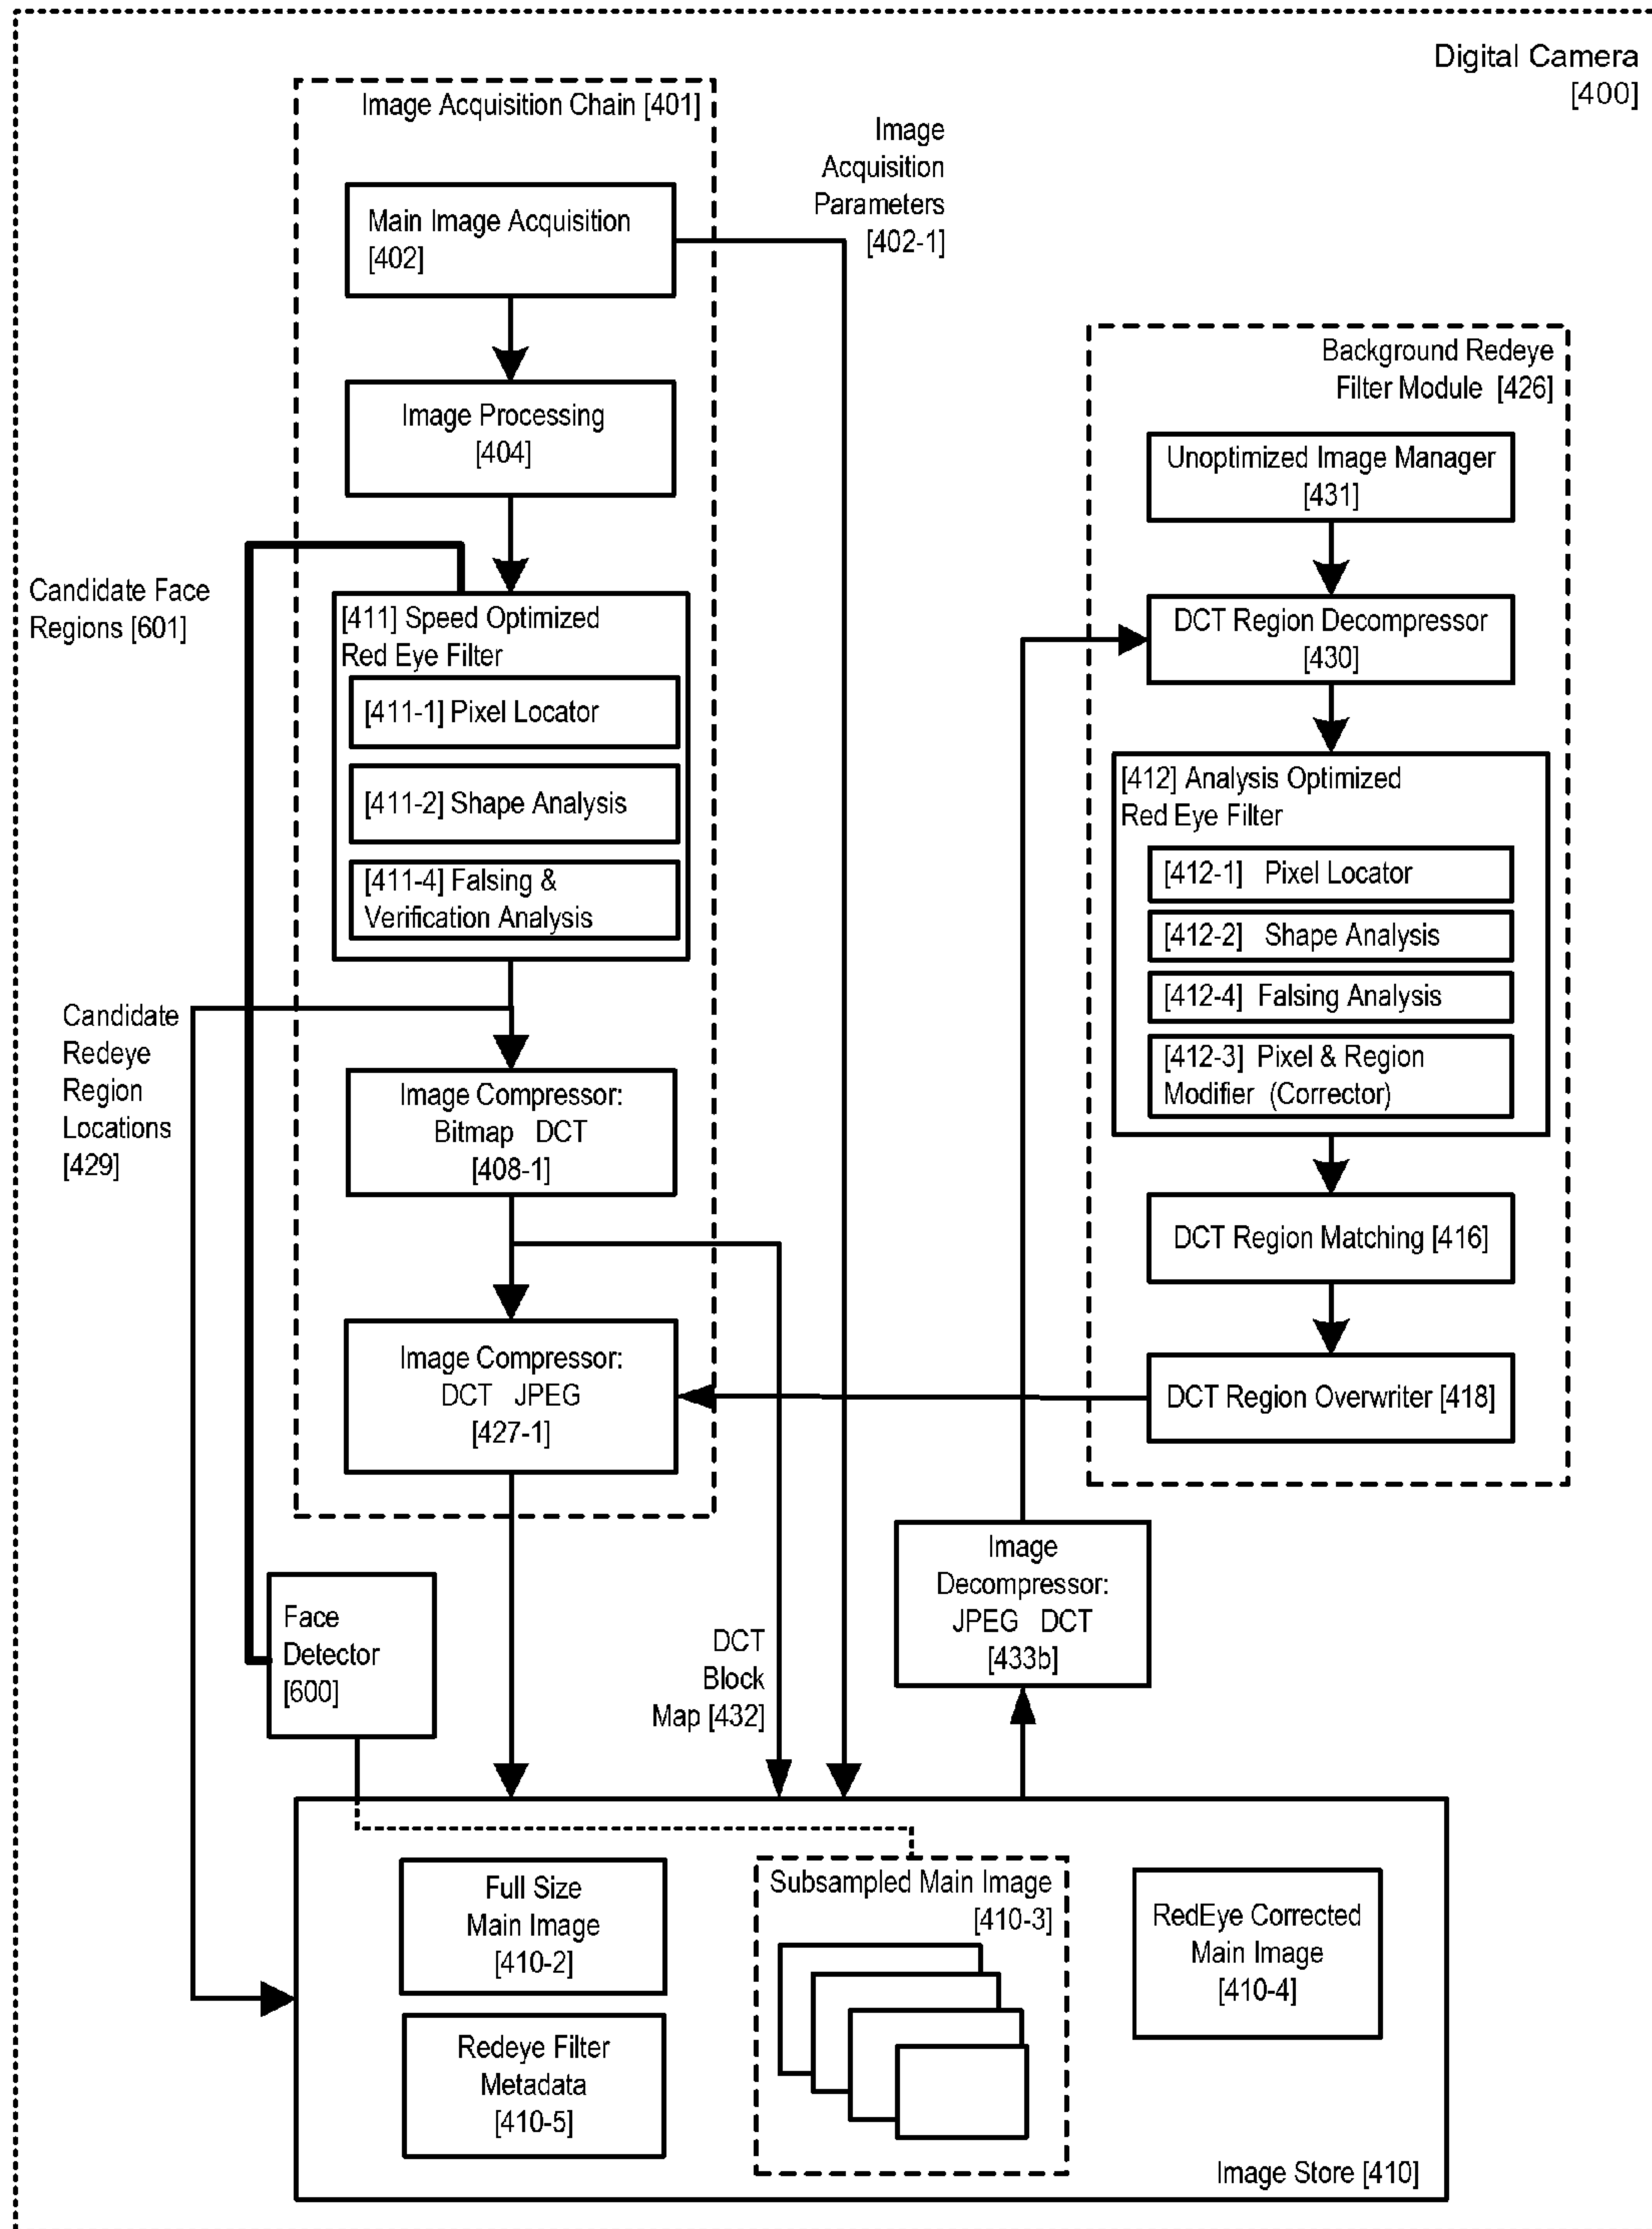 Digital Camera
[400]
Image Acquisition Chain [401]
Image
Acquisition
Parameters
[402-1]
Main Image Acquisition
[402]
Image Processing
[404]
Candidate Face
Regions [601]
[411] Speed Optimized
Red Eye Filter
[411-1] Pixel Locator
[411-2] Shape Analysis
[411-4] Falsing &
Verification Analysis
Candidate
Redeye
Region
Locations
[429]
Image Compressor:
Bitmap DCT
[408-1]
Image Compressor:
DCT JPEG
[427-1]
Background Redeye
Filter Module [426]
Unoptimized Image Manager
[431]
DCT Region Decompressor
[430]
[412] Analysis Optimized
Red Eye Filter
[412-1] Pixel Locator
[412-2] Shape Analysis
[412-4] Falsing Analysis
[412-3] Pixel & Region
Modifier (Corrector)
DCT Region Matching [416]
DCT Region Overwriter [418]
Face
Detector
[600]
DCT
Block
Map [432]
Image
Decompressor:
JPEG DCT
[433b]
Full Size
Main Image
[410-2]
Redeye Filter
Metadata
[410-5]
Subsampled Main Image
[410-3]
RedEye Corrected
Main Image
[410-4]
Image Store [410]